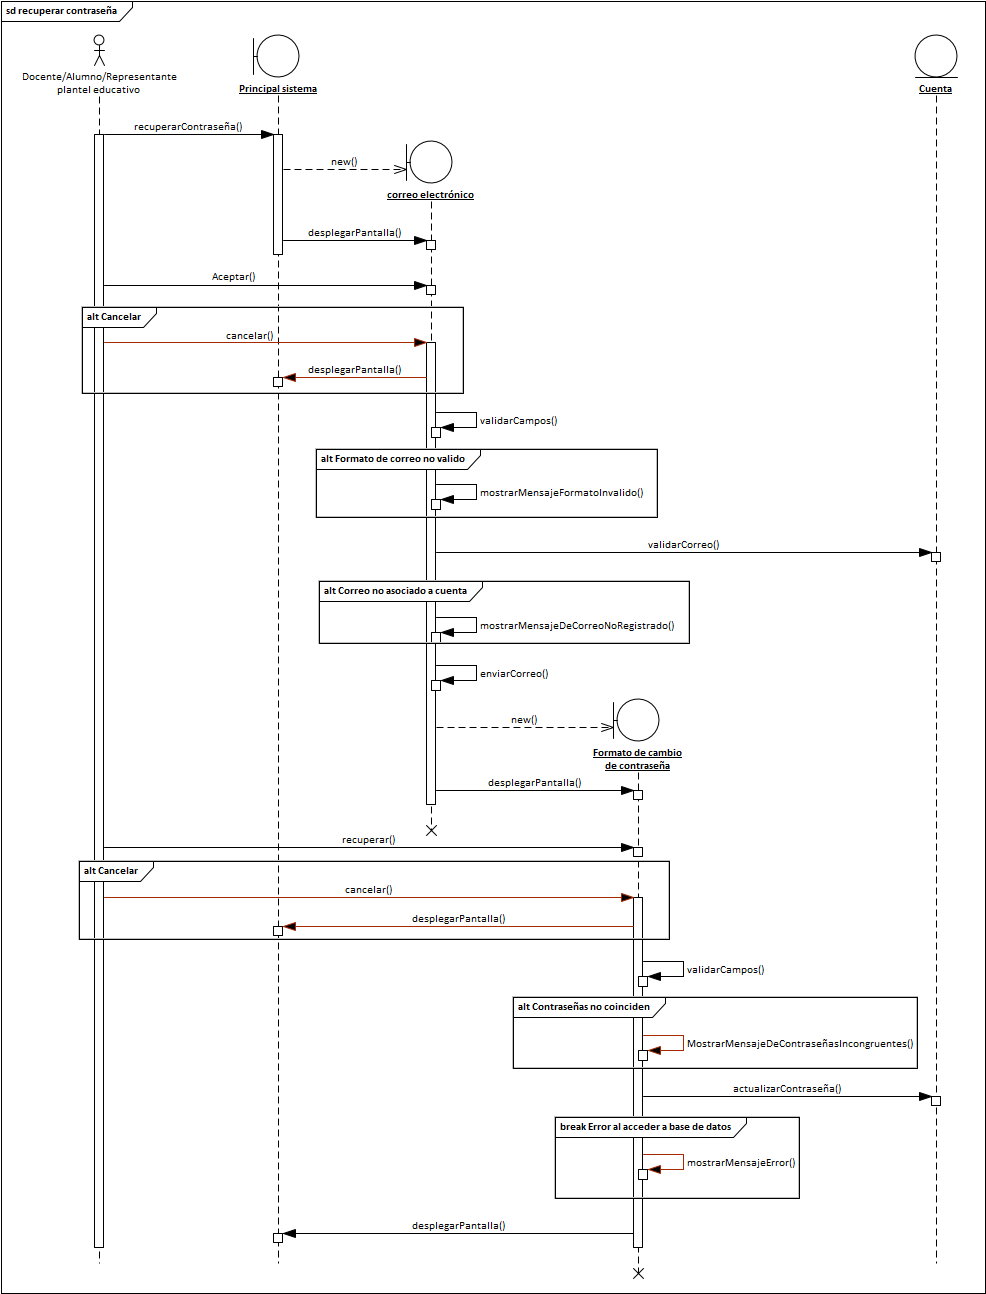 sd recuperar contraseña
Docente/Alumno/Representante
plantel educativo
Principal sistema
Cuenta
recuperarContraseña()
new()
correo electrónico
desplegarPantalla()
Aceptar()
alt Cancelar
cancelar()
desplegarPantalla()
validarCampos()
alt Formato de correo no valido
mostrarMensajeFormatoInvalido()
validarCorreo()
alt Correo no asociado a cuenta
mostrarMensajeDeCorreoNoRegistrado()
enviarCorreo()
new()
Formato de cambio
de contraseña
desplegarPantalla()
recuperar()
alt Cancelar
cancelar()
desplegarPantalla()
validarCampos()
alt Contraseñas no coinciden
MostrarMensajeDeContraseñasIncongruentes()
actualizarContraseña()
break Error al acceder a base de datos
mostrarMensajeError()
desplegarPantalla()